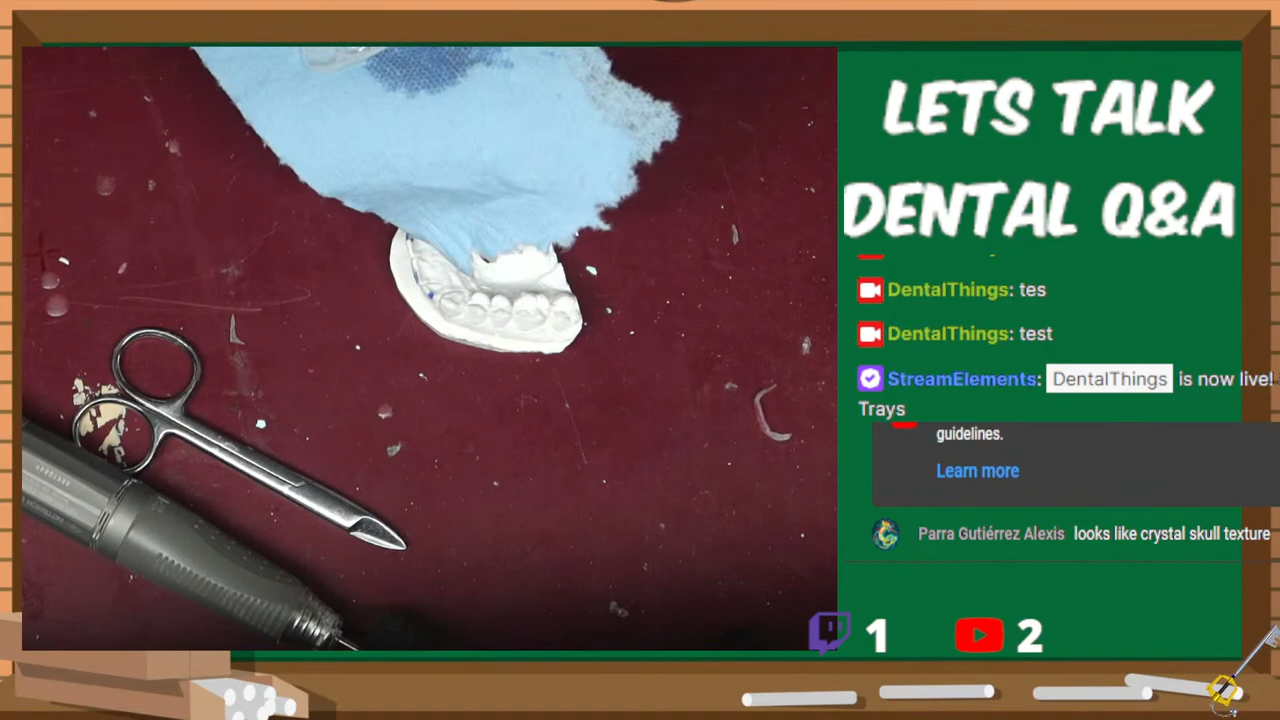 LETS TALK
DENTAL Q&A
DentalThings: tes
DentalThings: test
StreamElements: DentalThings is now live!
Trays
guidelines.
Learn more
Parra Gutiérrez Alexis looks like crystal skull texture
1 2